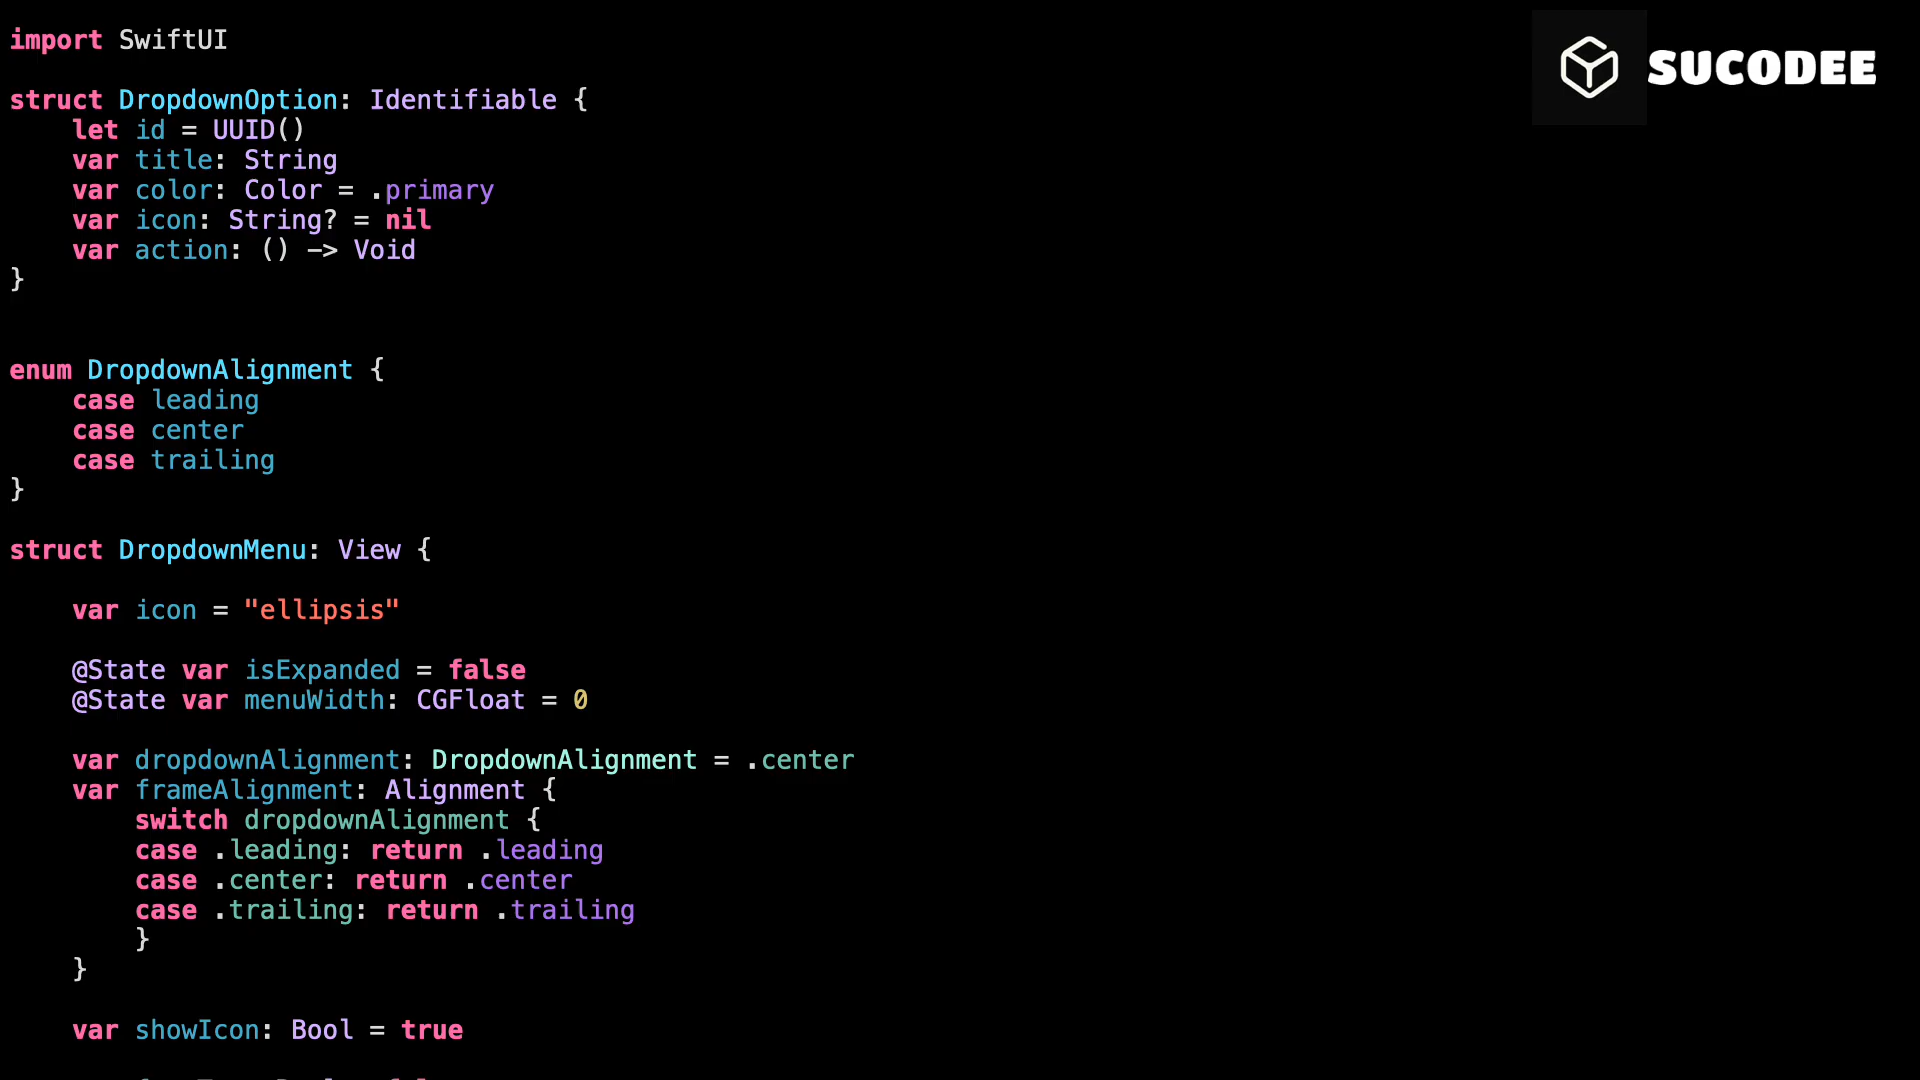 import SwiftUI
SUCODEE
struct DropdownOption: Identifiable {
    let id = UUID()
    var title: String
    var color: Color = .primary
    var icon: String? = nil
    var action: () -> Void
}
enum DropdownAlignment {
    case leading
    case center
    case trailing
}
struct DropdownMenu: View {
    var icon = "ellipsis"
    @State var isExpanded = false
    @State var menuWidth: CGFloat = 0
    var dropdownAlignment: DropdownAlignment = .center
    var frameAlignment: Alignment {
        switch dropdownAlignment {
        case .leading: return .leading
        case .center: return .center
        case .trailing: return .trailing
        }
    }
    var showIcon: Bool = true